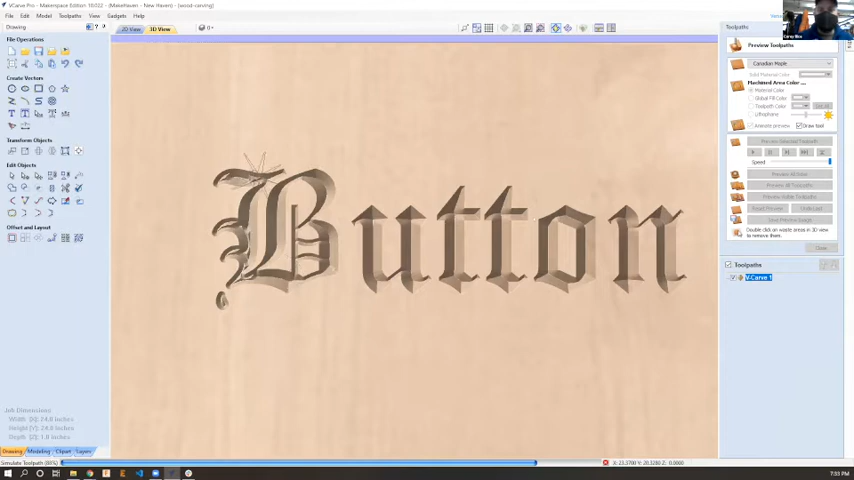 VCarve Pro - Makerspace Edition 10.022 - {MakeHaven - New Haven} - [wood-carving]
File Edit Model Toolpaths View Gadgets Help
Drawing
2D View 3D View
0
Toolpaths
File Operations
Create Vectors
Transform Objects
Edit Objects
Offset and Layout
Button
Preview Toolpaths
Canadian Maple
Solid Material Color
Machined Area Color ...
Material Color
Global Fill Color
Toolpath Color
Lithophane
Animate preview Draw tool
Preview Selected Toolpath
Speed
Preview All Sides
Preview All Toolpaths
Preview Visible Toolpaths
Reset Preview Undo Last
Save Preview Image
Double click on waste areas in 3D view
to remove them.
Close
Toolpaths
V-Carve 1
Job Dimensions
Width [X]: 24.0 Inches
Height [Y]: 24.0 Inches
Depth [Z]: 1.0 Inches
Drawing Modeling Clipart Layers
7:33 PM